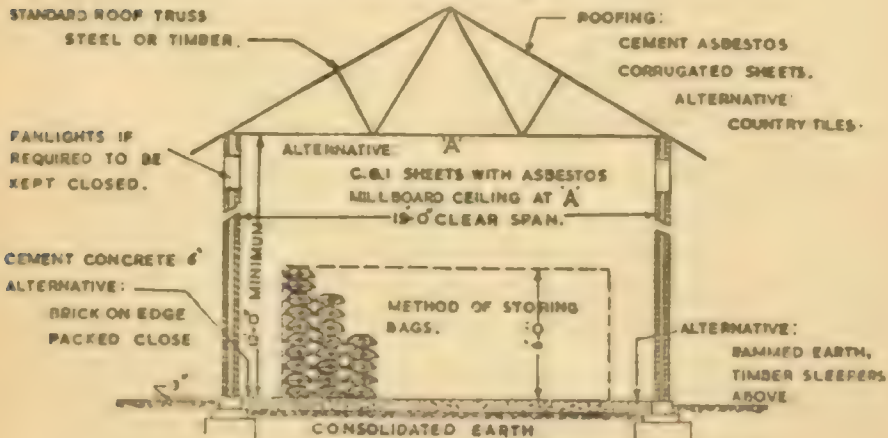 STANDARD ROOF TRUSS
STEEL OR TIMBER.
ROOFING:
CEMENT ASBESTOS
CORRUGATED SHEETS.
ALTERNATIVE:
COUNTRY TILES.
FANLIGHTS IF
REQUIRED TO BE
KEPT CLOSED.
ALTERNATIVE 'A'
C.G.I SHEETS WITH ASBESTOS
MILLBOARD CEILING AT 'A'
CLEAR SPAN.
MINIMUM
CEMENT CONCRETE 6"
ALTERNATIVE:
BRICK ON EDGE
PACKED CLOSE
METHOD OF STORING
BAGS.
ALTERNATIVE:
RAMMED EARTH,
TIMBER SLEEPERS
ABOVE
CONSOLIDATED EARTH